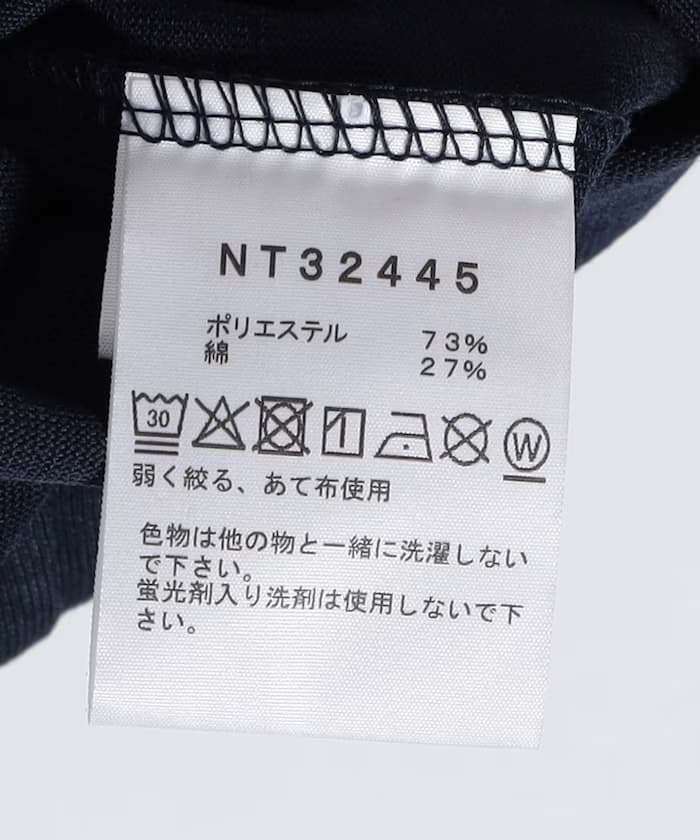 NT32445
ポリエステル 73%
綿 27%
30 W
弱く絞る、あて布使用
色物は他の物と一緒に洗濯しない
で下さい。
蛍光剤入り洗剤は使用しないで下
さい。